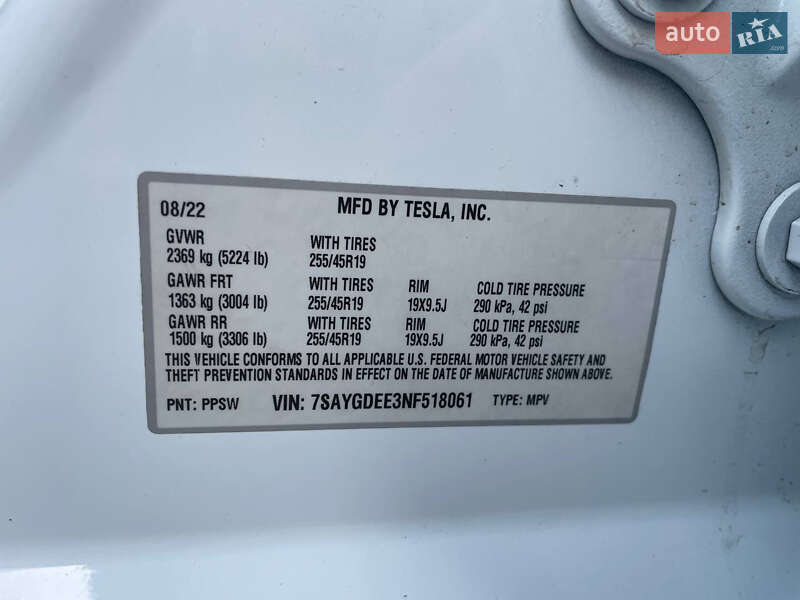 auto RIA
.com
08/22 MFD BY TESLA, INC.
GVWR WITH TIRES
2369 kg (5224 lb) 255/45R19
GAWR FRT WITH TIRES RIM COLD TIRE PRESSURE
1363 kg (3004 lb) 255/45R19 19X9.5J 290 kPa, 42 psi
GAWR RR WITH TIRES RIM COLD TIRE PRESSURE
1500 kg (3306 lb) 255/45R19 19X9.5J 290 kPa, 42 psi
THIS VEHICLE CONFORMS TO ALL APPLICABLE U.S. FEDERAL MOTOR VEHICLE SAFETY AND
THEFT PREVENTION STANDARDS IN EFFECT ON THE DATE OF MANUFACTURE SHOWN ABOVE.
PNT: PPSW VIN: 7SAYGDEE3NF518061 TYPE: MPV